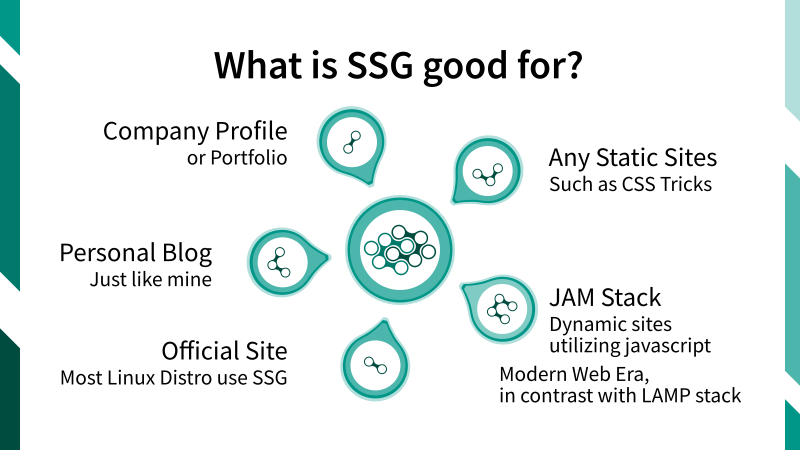 What is SSG good for?
Company Profile
or Portfolio
Any Static Sites
Such as CSS Tricks
Personal Blog
Just like mine
JAM Stack
Dynamic sites
utilizing javascript
Official Site
Most Linux Distro use SSG
Modern Web Era,
in contrast with LAMP stack